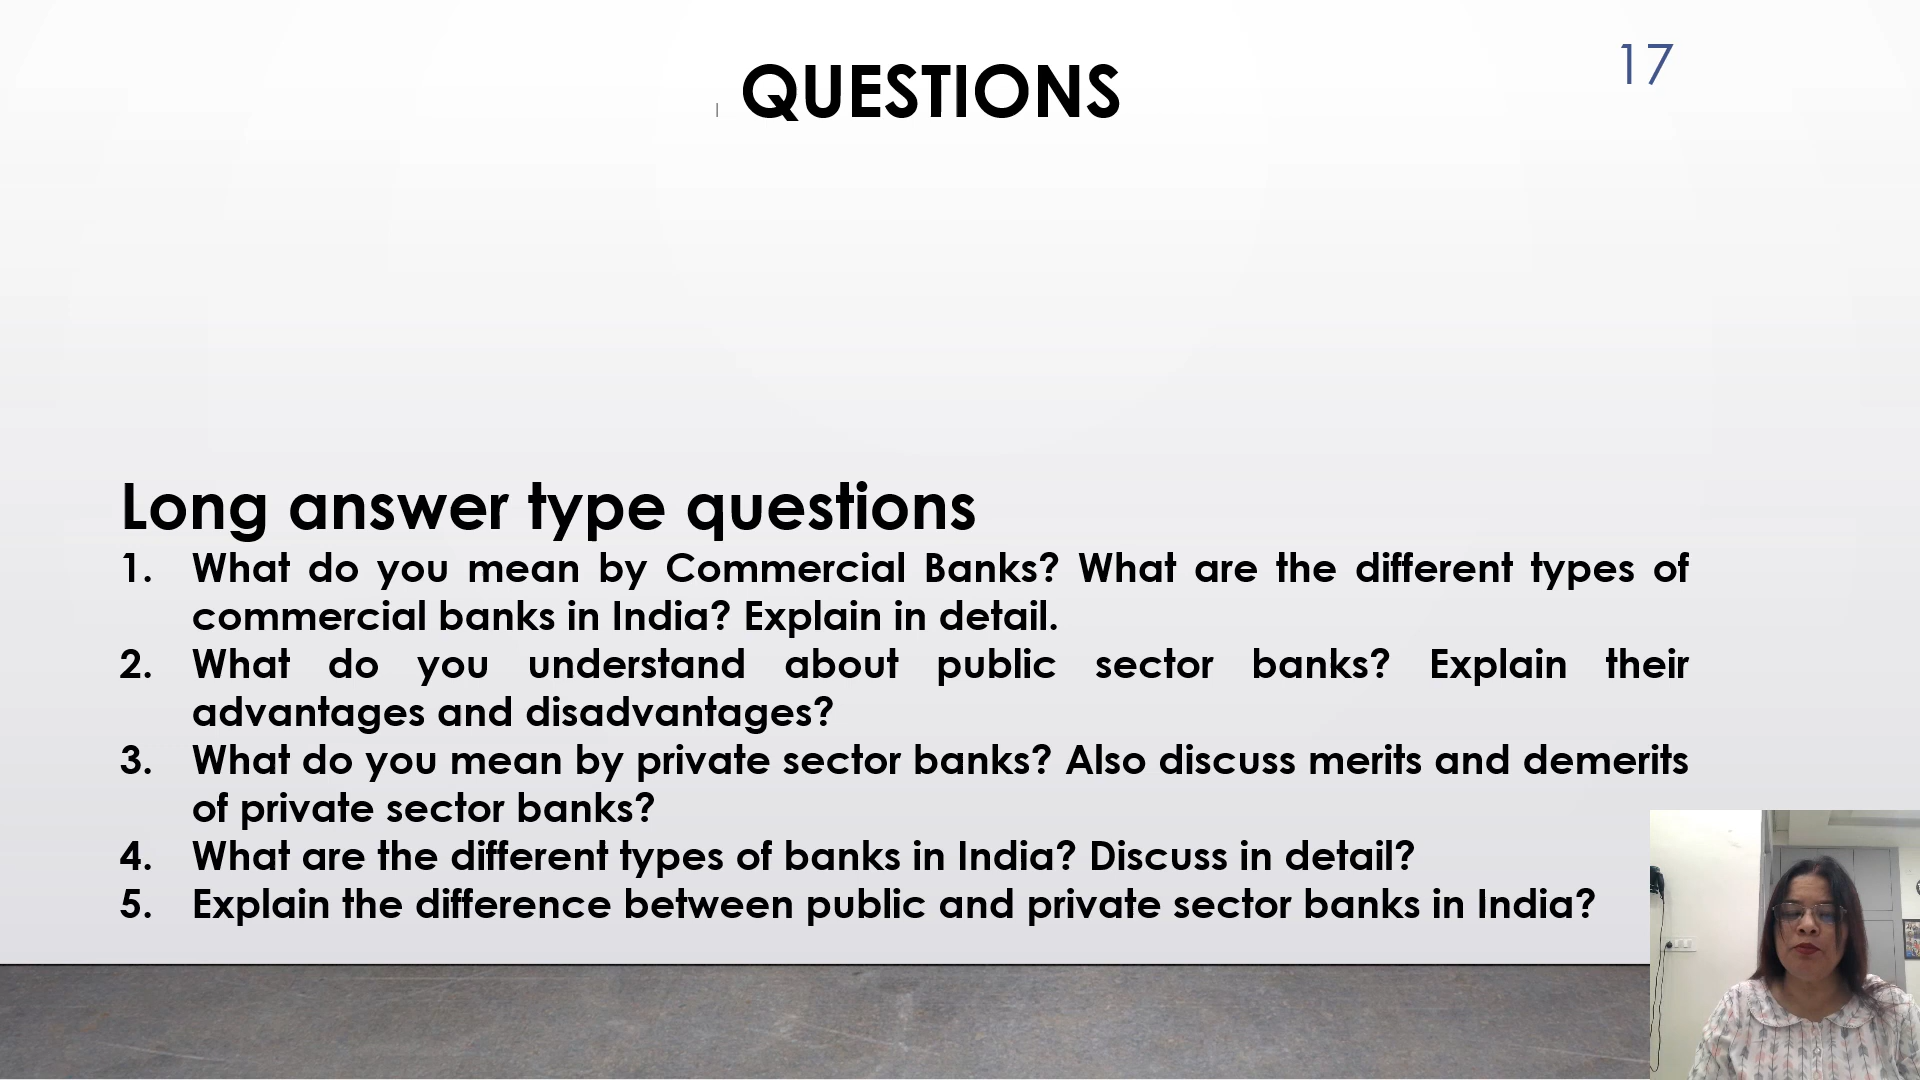 QUESTIONS
17
Long answer type questions
1. What do you mean by Commercial Banks? What are the different types of
commercial banks in India? Explain in detail.
2. What do you understand about public sector banks? Explain their
advantages and disadvantages?
3. What do you mean by private sector banks? Also discuss merits and demerits
of private sector banks?
4. What are the different types of banks in India? Discuss in detail?
5. Explain the difference between public and private sector banks in India?